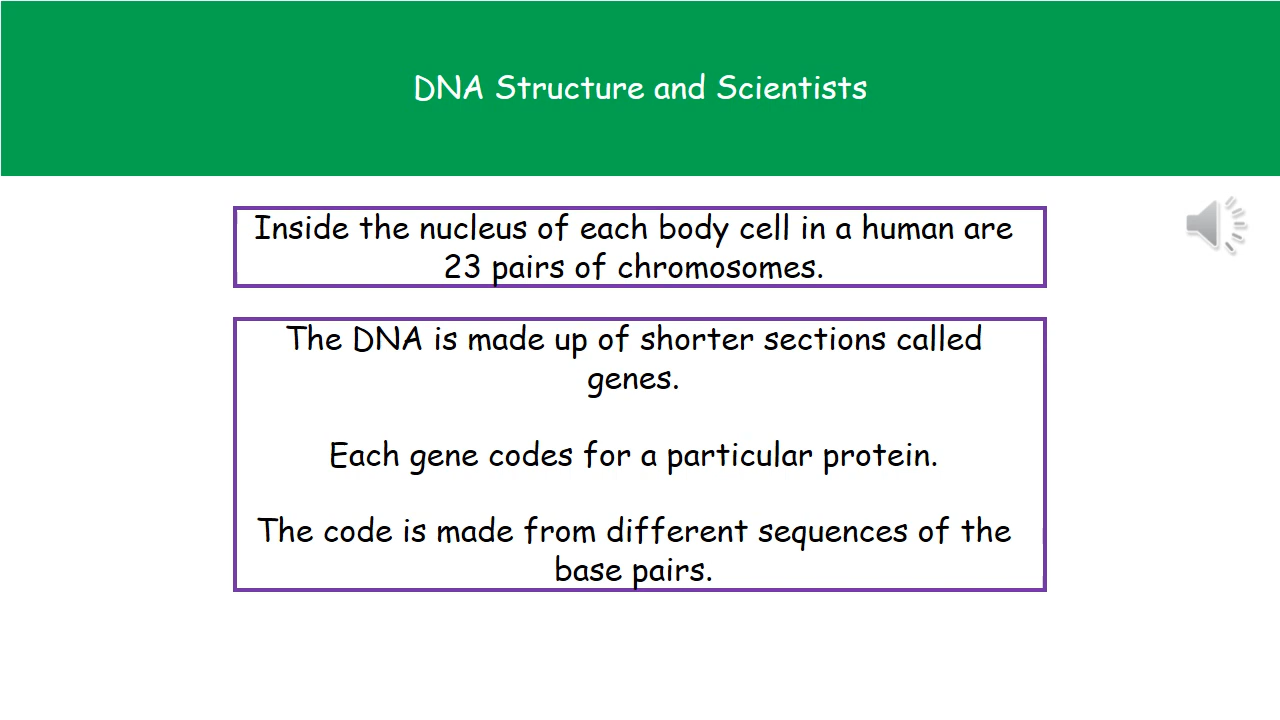 DNA Structure and Scientists
Inside the nucleus of each body cell in a human are
23 pairs of chromosomes.
The DNA is made up of shorter sections called
genes.
Each gene codes for a particular protein.
The code is made from different sequences of the
base pairs.